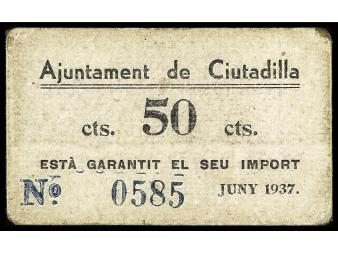 Ajuntament de Ciutadilla
cts. 50 cts.
ESTÀ GARANTIT EL SEU IMPORT
Nº 0585 JUNY 1937.